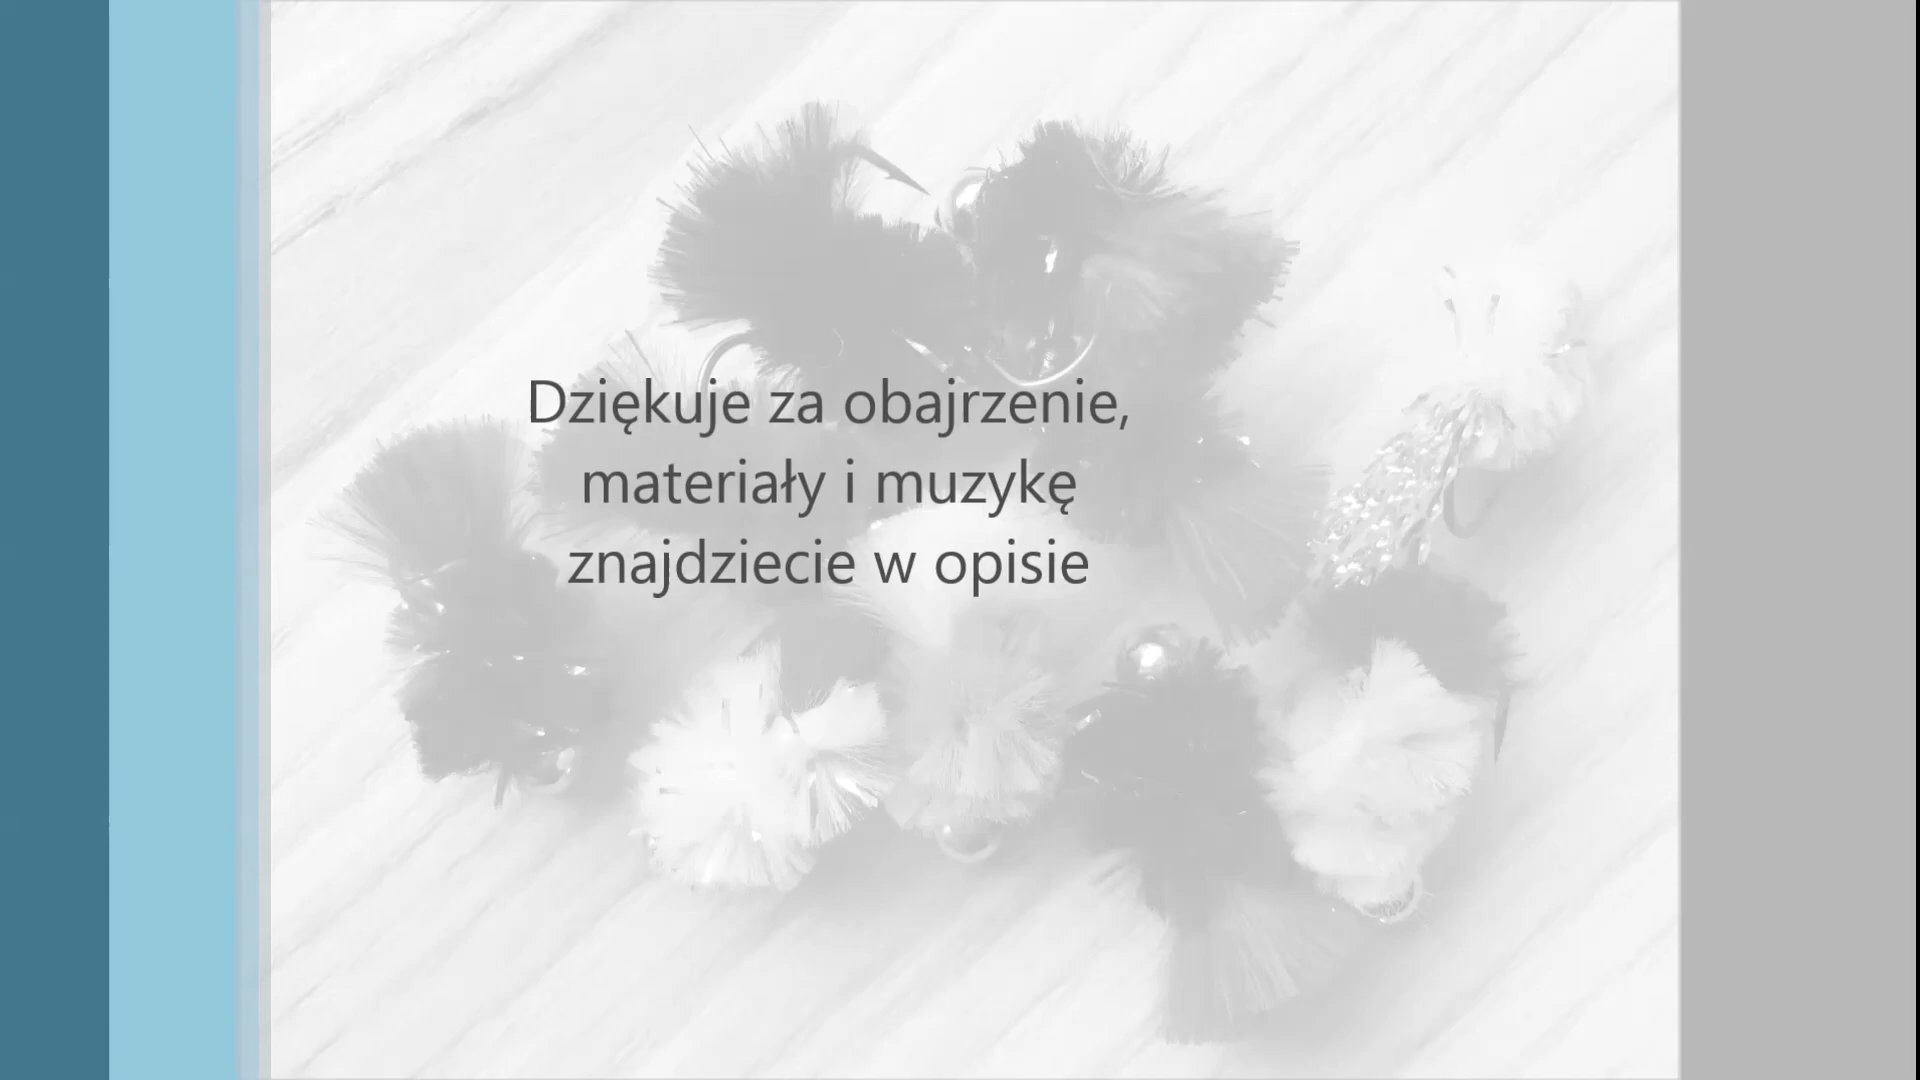 Dziękuje za obajrzenie,
materiały i muzykę
znajdziecie w opisie